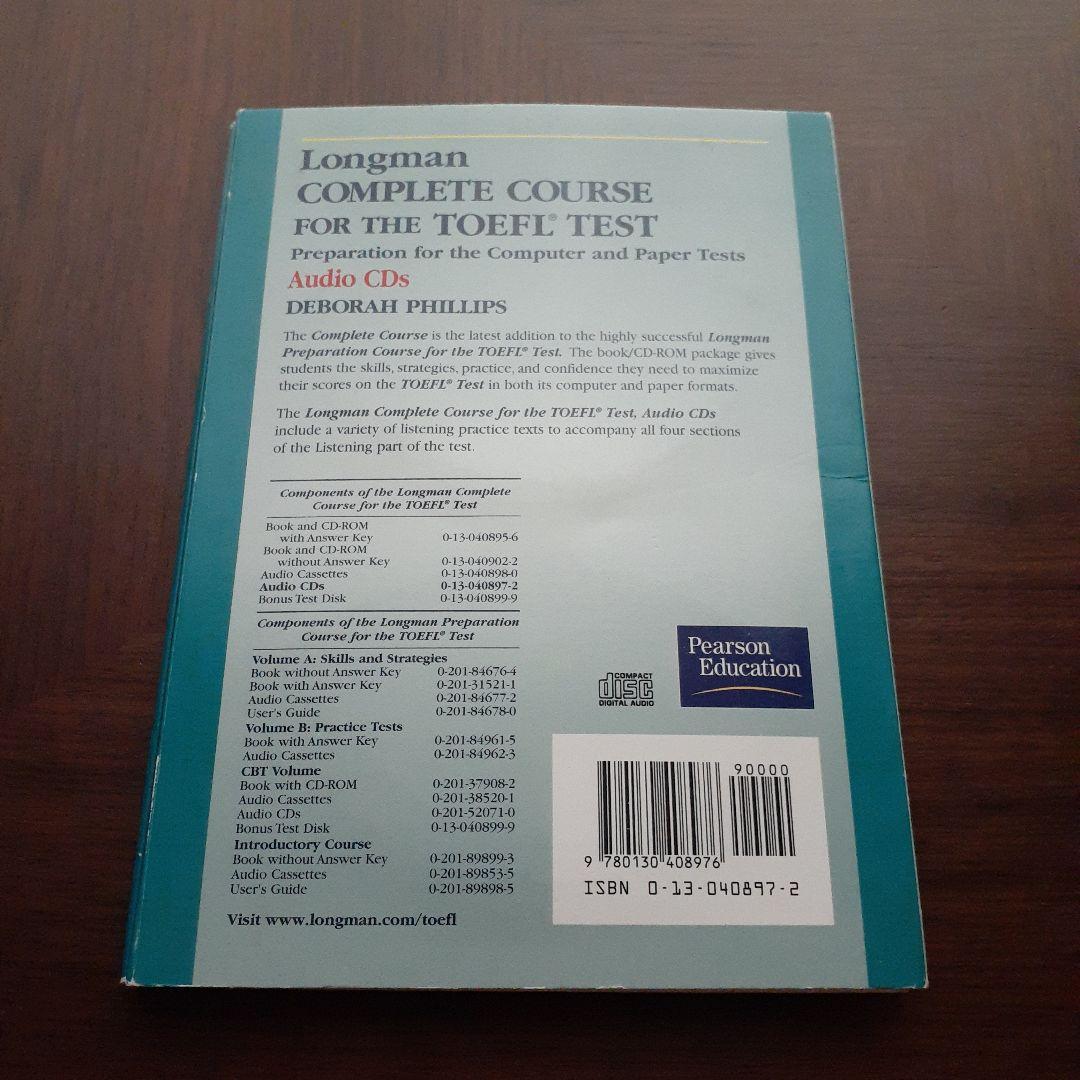 Longman
COMPLETE COURSE
FOR THE TOEFL® TEST
Preparation for the Computer and Paper Tests
Audio CDs
DEBORAH PHILLIPS
The Complete Course is the latest addition to the highly successful Longman
Preparation Course for the TOEFL® Test. The book/CD-ROM package gives
students the skills, strategies, practice, and confidence they need to maximize
their scores on the TOEFL® Test in both its computer and paper formats.
The Longman Complete Course for the TOEFL® Test, Audio CDs
include a variety of listening practice texts to accompany all four sections
of the Listening part of the test.
Components of the Longman Complete
Course for the TOEFL® Test
Book and CD-ROM
with Answer Key 0-13-040895-6
Book and CD-ROM
without Answer Key 0-13-040902-2
Audio Cassettes 0-13-040898-0
Audio CDs 0-13-040897-2
Bonus Test Disk 0-13-040899-9
Components of the Longman Preparation
Course for the TOEFL® Test
Volume A: Skills and Strategies
Book without Answer Key 0-201-84676-4
Book with Answer Key 0-201-31521-1
Audio Cassettes 0-201-84677-2
User's Guide 0-201-84678-0
Volume B: Practice Tests
Book with Answer Key 0-201-84961-5
Audio Cassettes 0-201-84962-3
CBT Volume
Book with CD-ROM 0-201-37908-2
Audio Cassettes 0-201-38520-1
Audio CDs 0-201-52071-0
Bonus Test Disk 0-13-040899-9
Introductory Course
Book without Answer Key 0-201-89899-3
Audio Cassettes 0-201-89853-5
User's Guide 0-201-89898-5
Visit www.longman.com/toefl
COMPACT
disc
DIGITAL AUDIO
Pearson
Education
90000
9 780130 408976
ISBN 0-13-040897-2